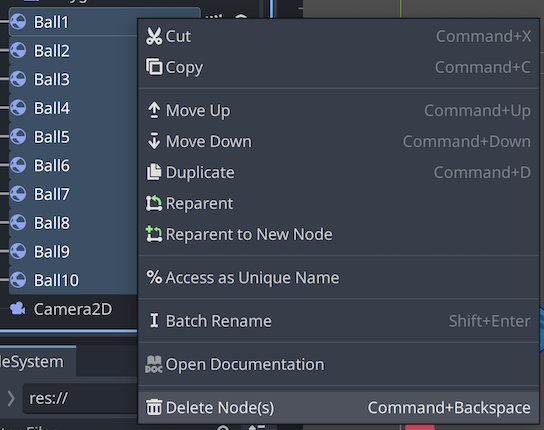 Ball1
Cut Command+X
Ball2
Copy Command+C
Ball3
Ball4
Move Up Command+Up
Ball5
Move Down Command+Down
Ball6
Duplicate Command+D
Ball7
Reparent
Ball8
Reparent to New Node
Ball9
Ball10
Access as Unique Name
Camera2D
Batch Rename Shift+Enter
leSystem
Open Documentation
res://
Delete Node(s) Command+Backspace